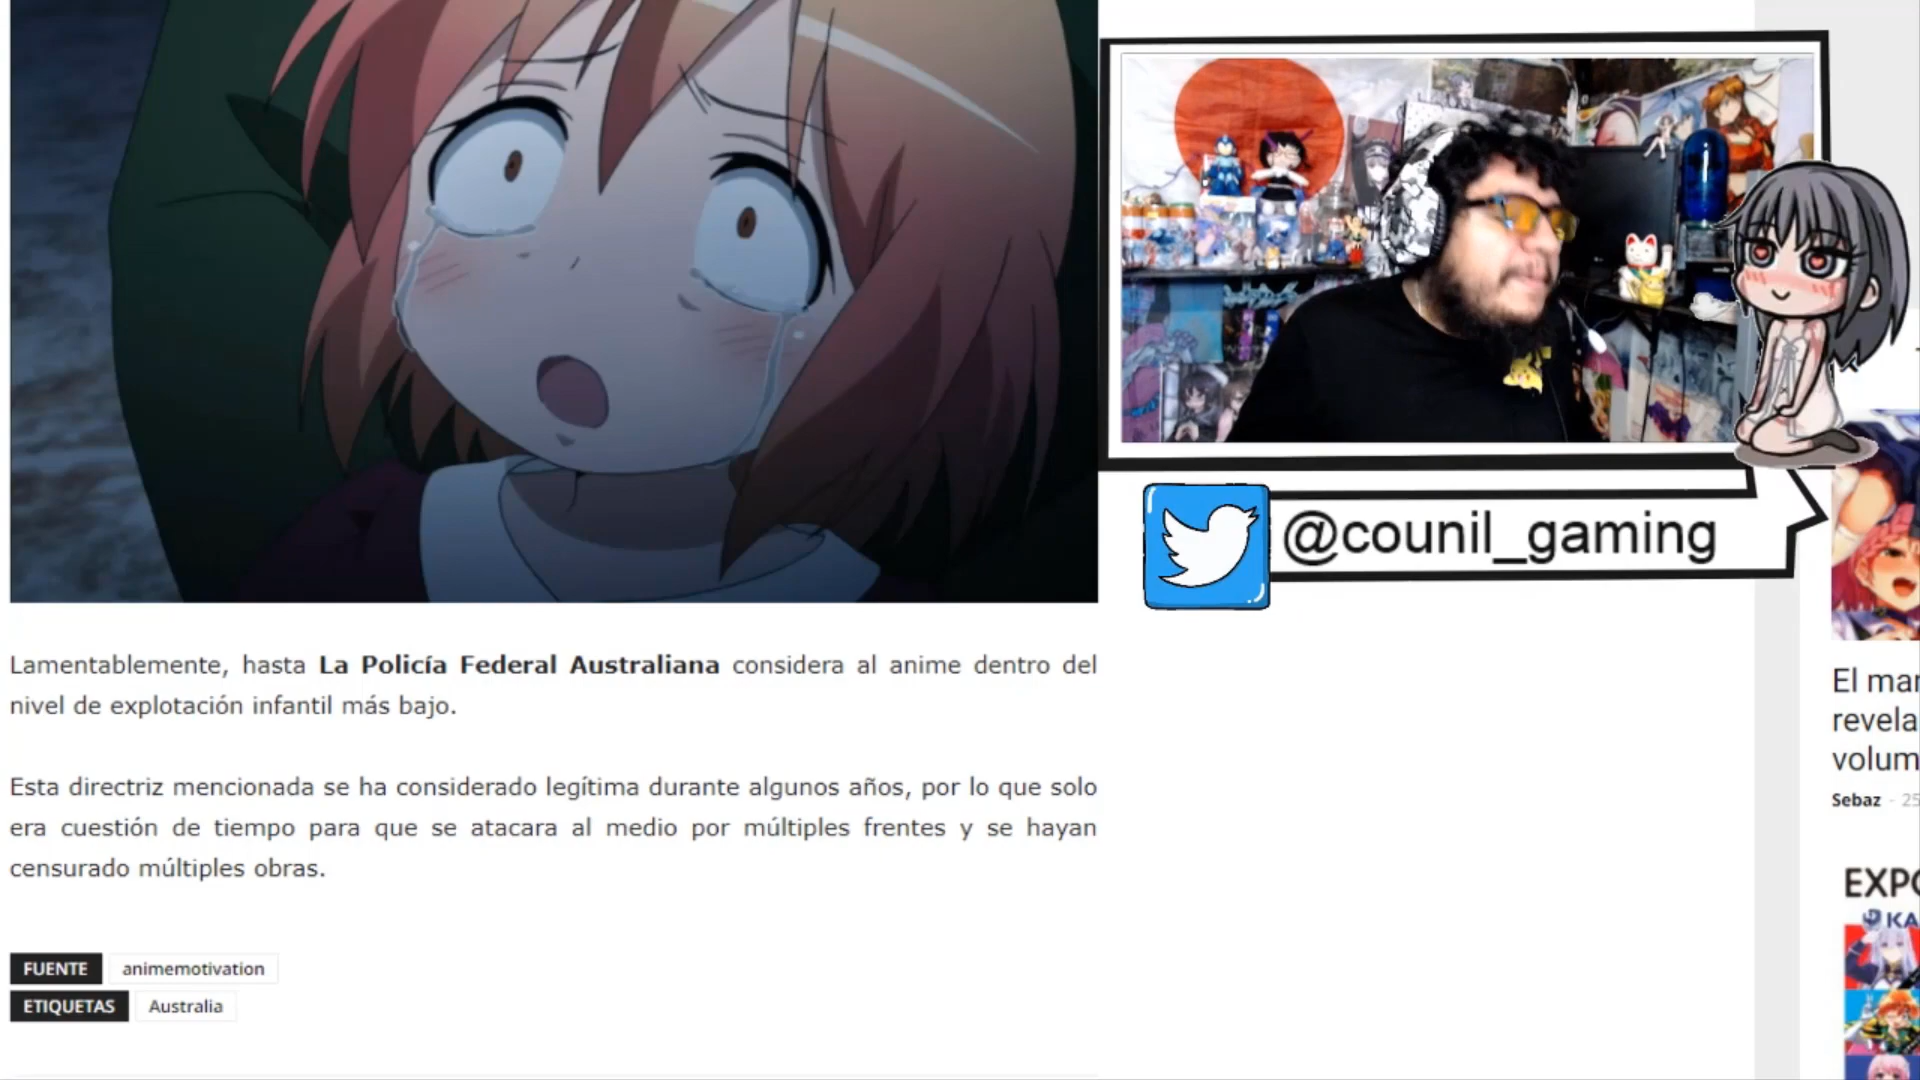 @counil_gaming
Lamentablemente, hasta La Policía Federal Australiana considera al anime dentro del
nivel de explotación infantil más bajo.
Esta directriz mencionada se ha considerado legítima durante algunos años, por lo que solo
era cuestión de tiempo para que se atacara al medio por múltiples frentes y se hayan
censurado múltiples obras.
FUENTE animemotivation
ETIQUETAS Australia
El mar
revela
volum
Sebaz - 25
EXPO
KA